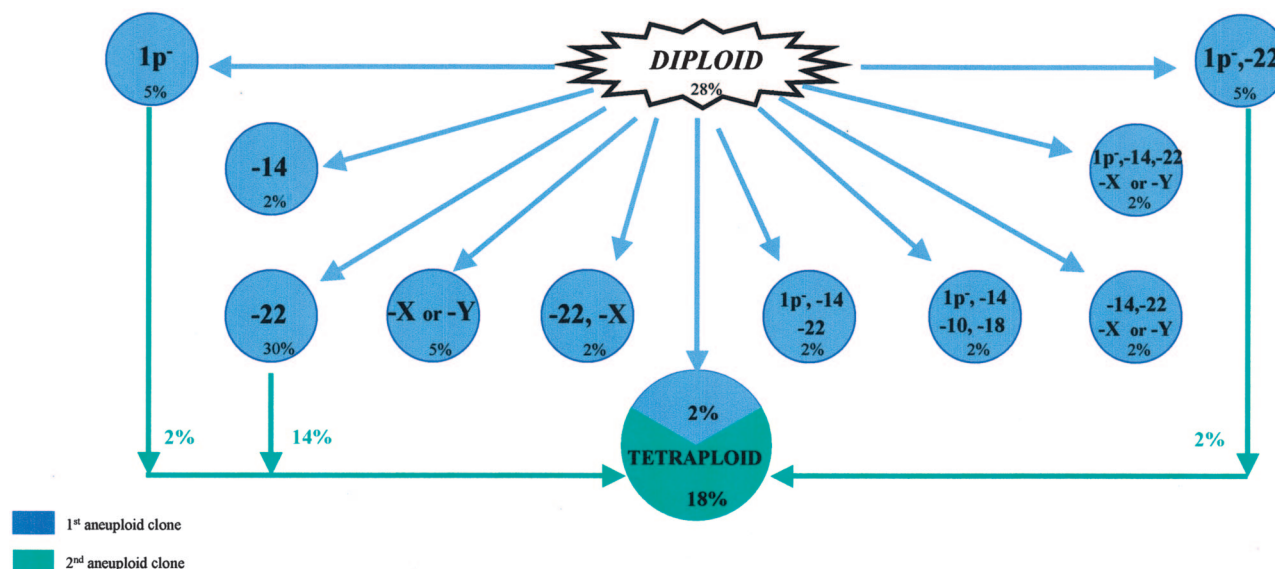 1p⁻
5%
DIPLOID
28%
1p⁻,-22
5%
-14
2%
1p⁻,-14,-22
-X or -Y
2%
-22
30%
-X or -Y
5%
-22, -X
2%
1p⁻, -14
-22
2%
1p⁻, -14
-10, -18
2%
-14,-22
-X or -Y
2%
2%
14%
2%
2%
TETRAPLOID
18%
1st aneuploid clone
2nd aneuploid clone